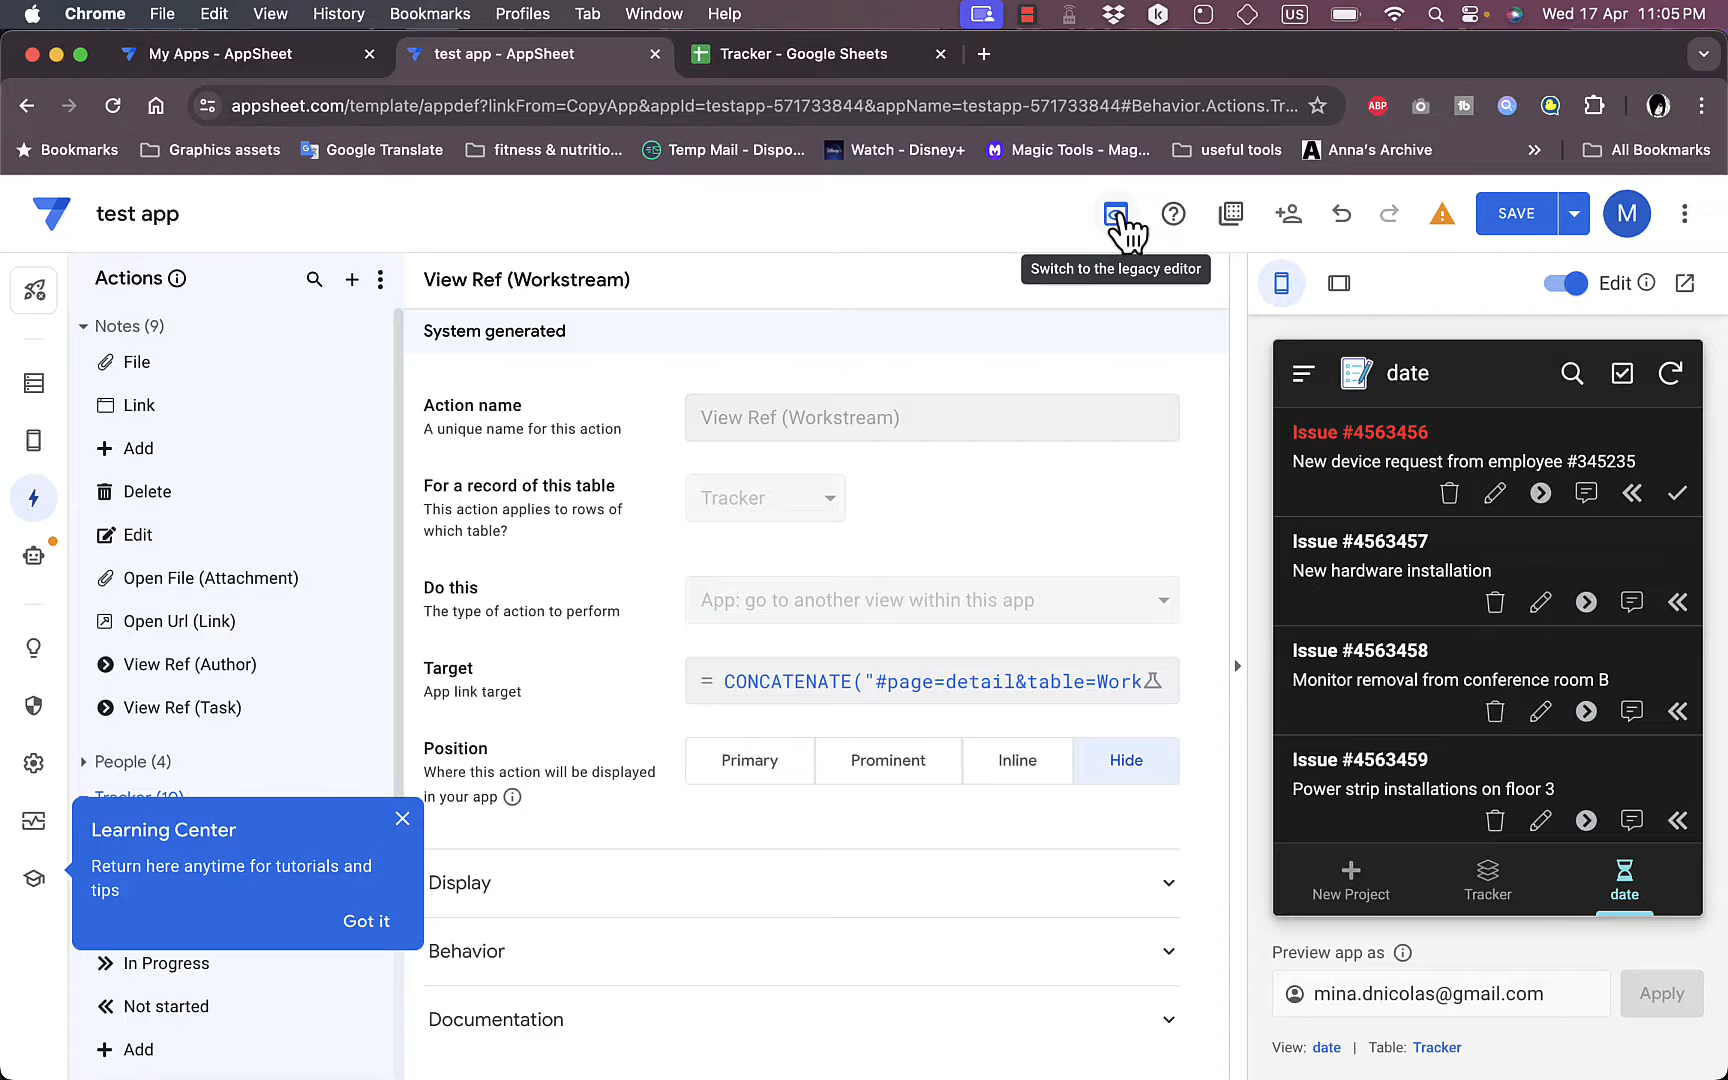 Chrome File Edit View History Bookmarks Profiles Tab Window Help US Wed 17 Apr 11:05 PM
My Apps - AppSheet test app - AppSheet Tracker - Google Sheets
appsheet.com/template/appdef?linkFrom=CopyApp&appId=testapp-571733844&appName=testapp-571733844#Behavior.Actions.Tr... ABP tb
Bookmarks Graphics assets Google Translate fitness & nutritio... Temp Mail - Dispo... Watch - Disney+ Magic Tools - Mag... useful tools Anna's Archive All Bookmarks
test app SAVE M
Switch to the legacy editor
Actions
Notes (9)
File
Link
Add
Delete
Edit
Open File (Attachment)
Open Url (Link)
View Ref (Author)
View Ref (Task)
People (4)
Tracker (10)
Learning Center
Return here anytime for tutorials and
tips
Got it
In Progress
Not started
Add
View Ref (Workstream)
System generated
Action name
A unique name for this action
View Ref (Workstream)
For a record of this table
This action applies to rows of
which table?
Tracker
Do this
The type of action to perform
App: go to another view within this app
Target
App link target
= CONCATENATE("#page=detail&table=Work
Position
Where this action will be displayed
in your app
Primary Prominent Inline Hide
Display
Behavior
Documentation
Edit
date
Issue #4563456
New device request from employee #345235
Issue #4563457
New hardware installation
Issue #4563458
Monitor removal from conference room B
Issue #4563459
Power strip installations on floor 3
New Project Tracker date
Preview app as
mina.dnicolas@gmail.com Apply
View: date | Table: Tracker